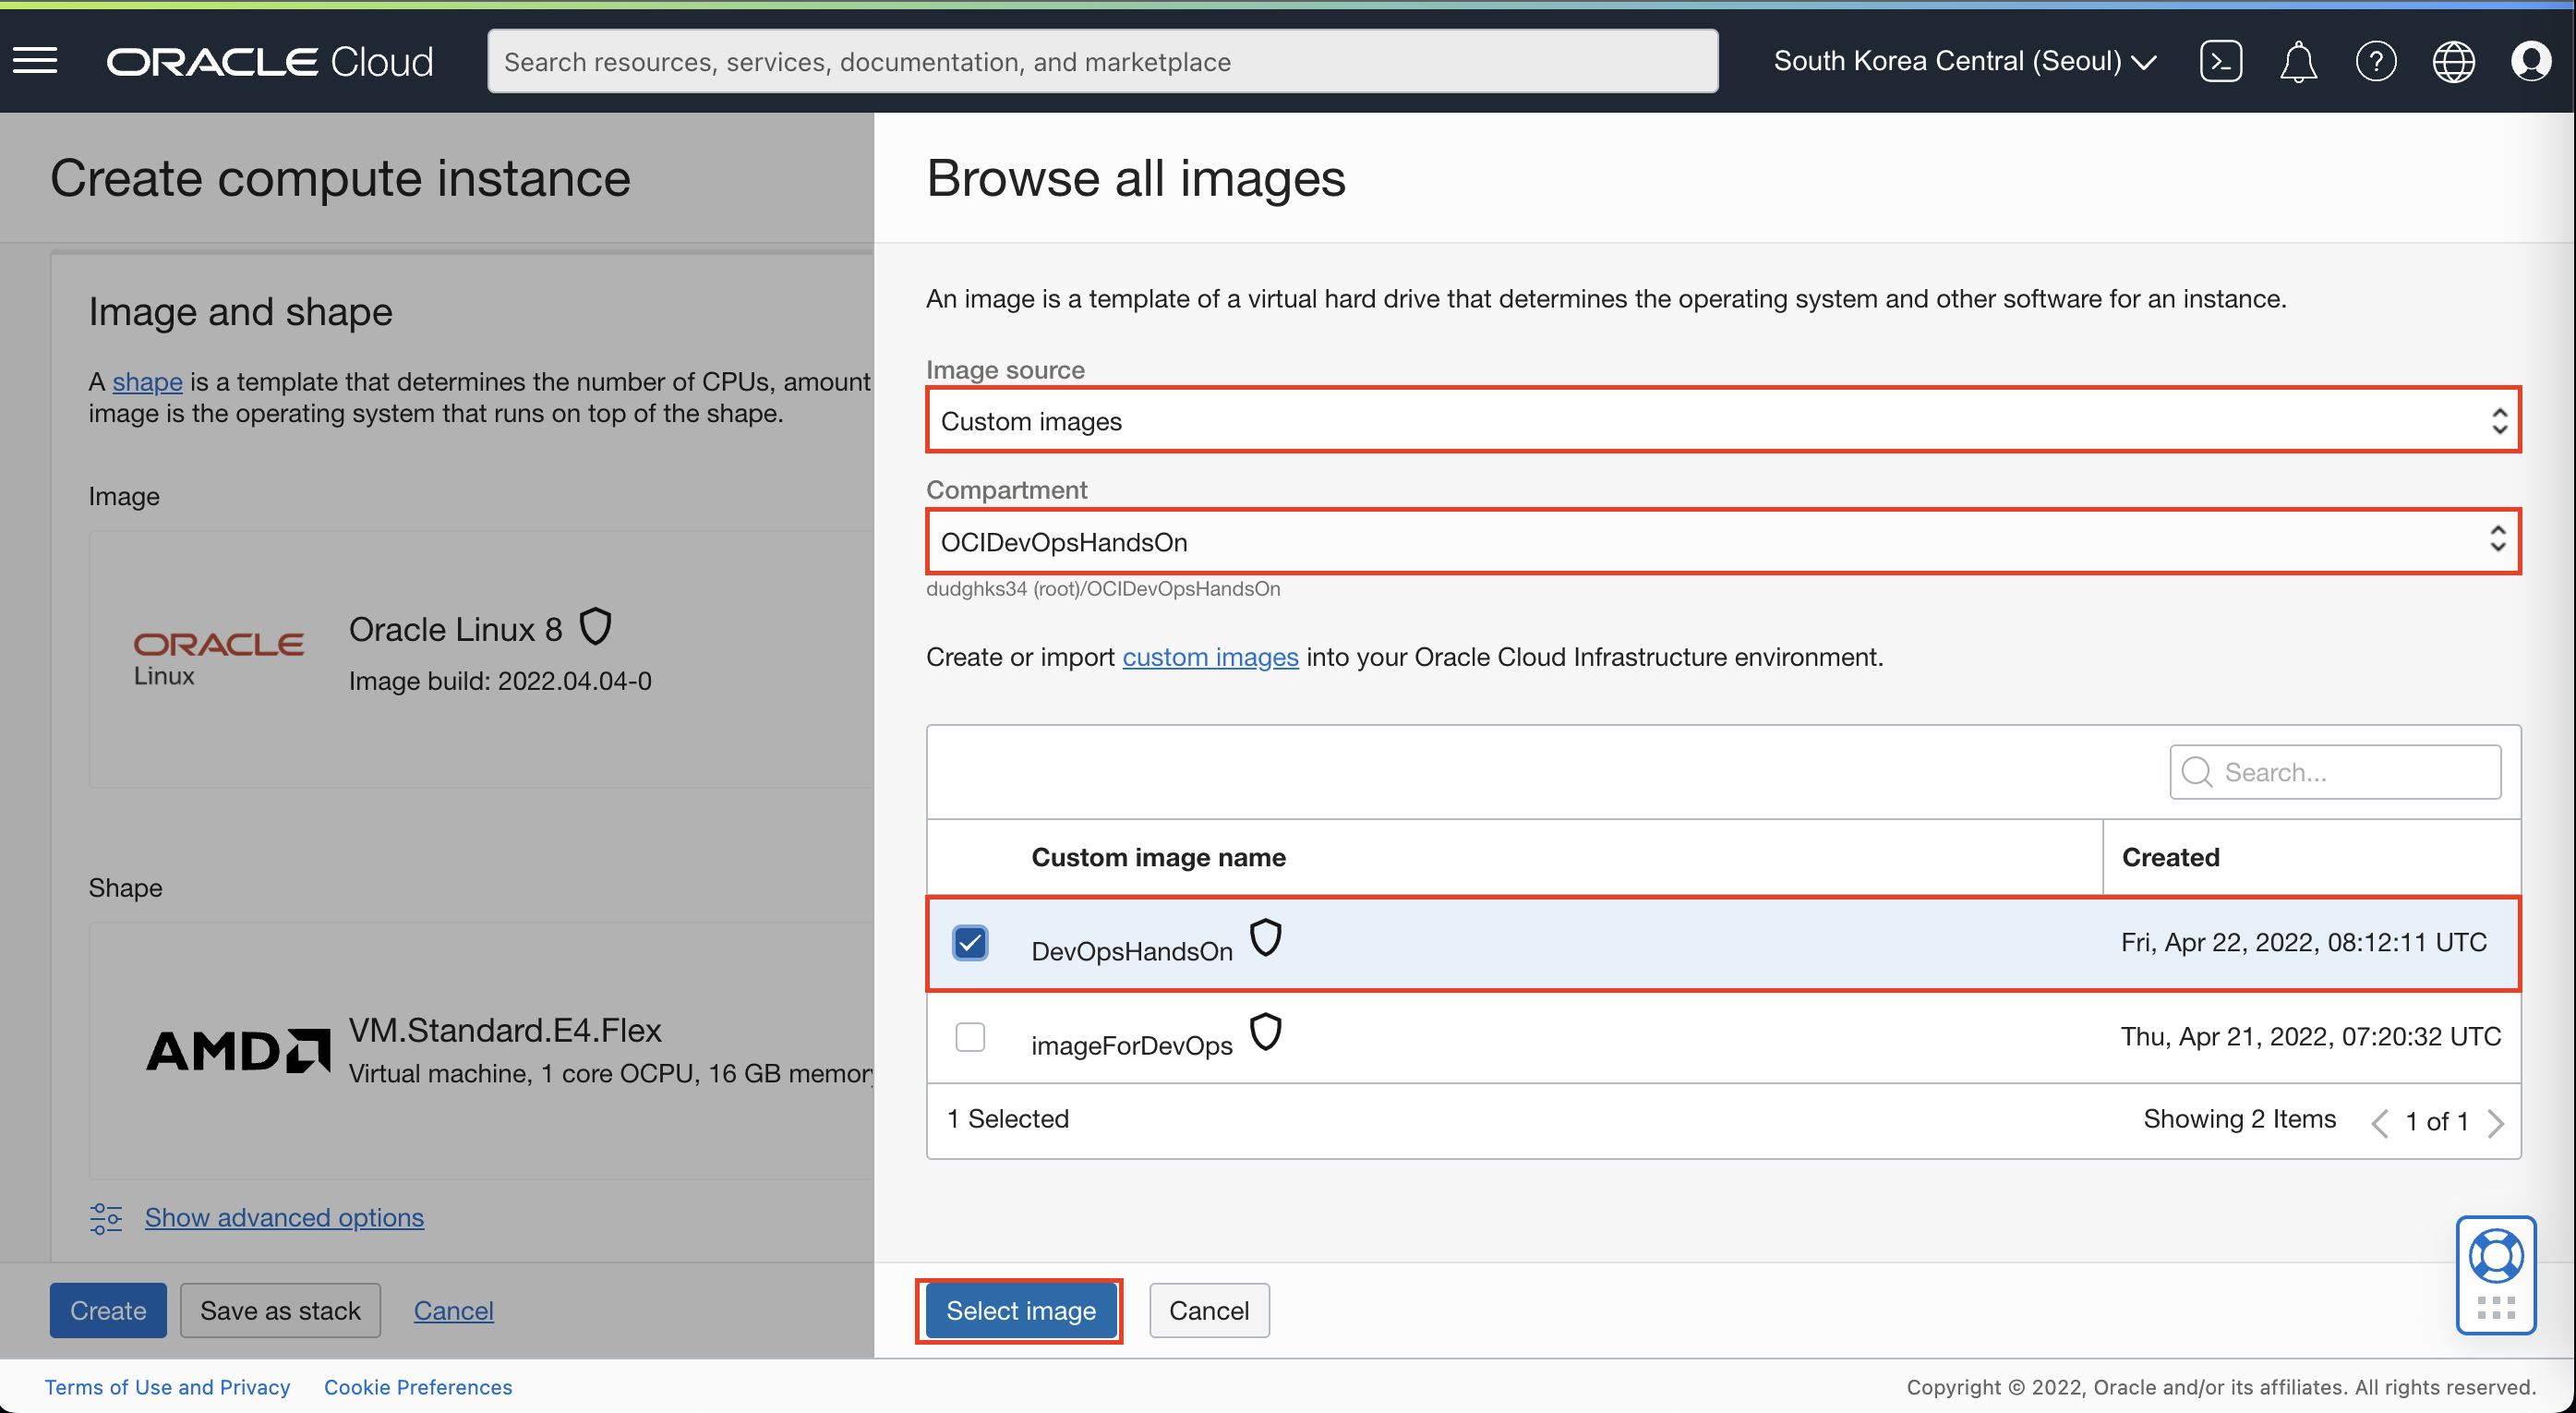 ORACLE Cloud
Search resources, services, documentation, and marketplace
South Korea Central (Seoul)
Create compute instance
Image and shape
A shape is a template that determines the number of CPUs, amount
image is the operating system that runs on top of the shape.
Image
ORACLE
Linux
Oracle Linux 8
Image build: 2022.04.04-0
Shape
AMD
VM.Standard.E4.Flex
Virtual machine, 1 core OCPU, 16 GB memory
Show advanced options
Create
Save as stack
Cancel
Browse all images
An image is a template of a virtual hard drive that determines the operating system and other software for an instance.
Image source
Custom images
Compartment
OCIDevOpsHandsOn
dudghks34 (root)/OCIDevOpsHandsOn
Create or import custom images into your Oracle Cloud Infrastructure environment.
Search...
Custom image name
Created
DevOpsHandsOn
Fri, Apr 22, 2022, 08:12:11 UTC
imageForDevOps
Thu, Apr 21, 2022, 07:20:32 UTC
1 Selected
Showing 2 Items
1 of 1
Select image
Cancel
Terms of Use and Privacy
Cookie Preferences
Copyright © 2022, Oracle and/or its affiliates. All rights reserved.